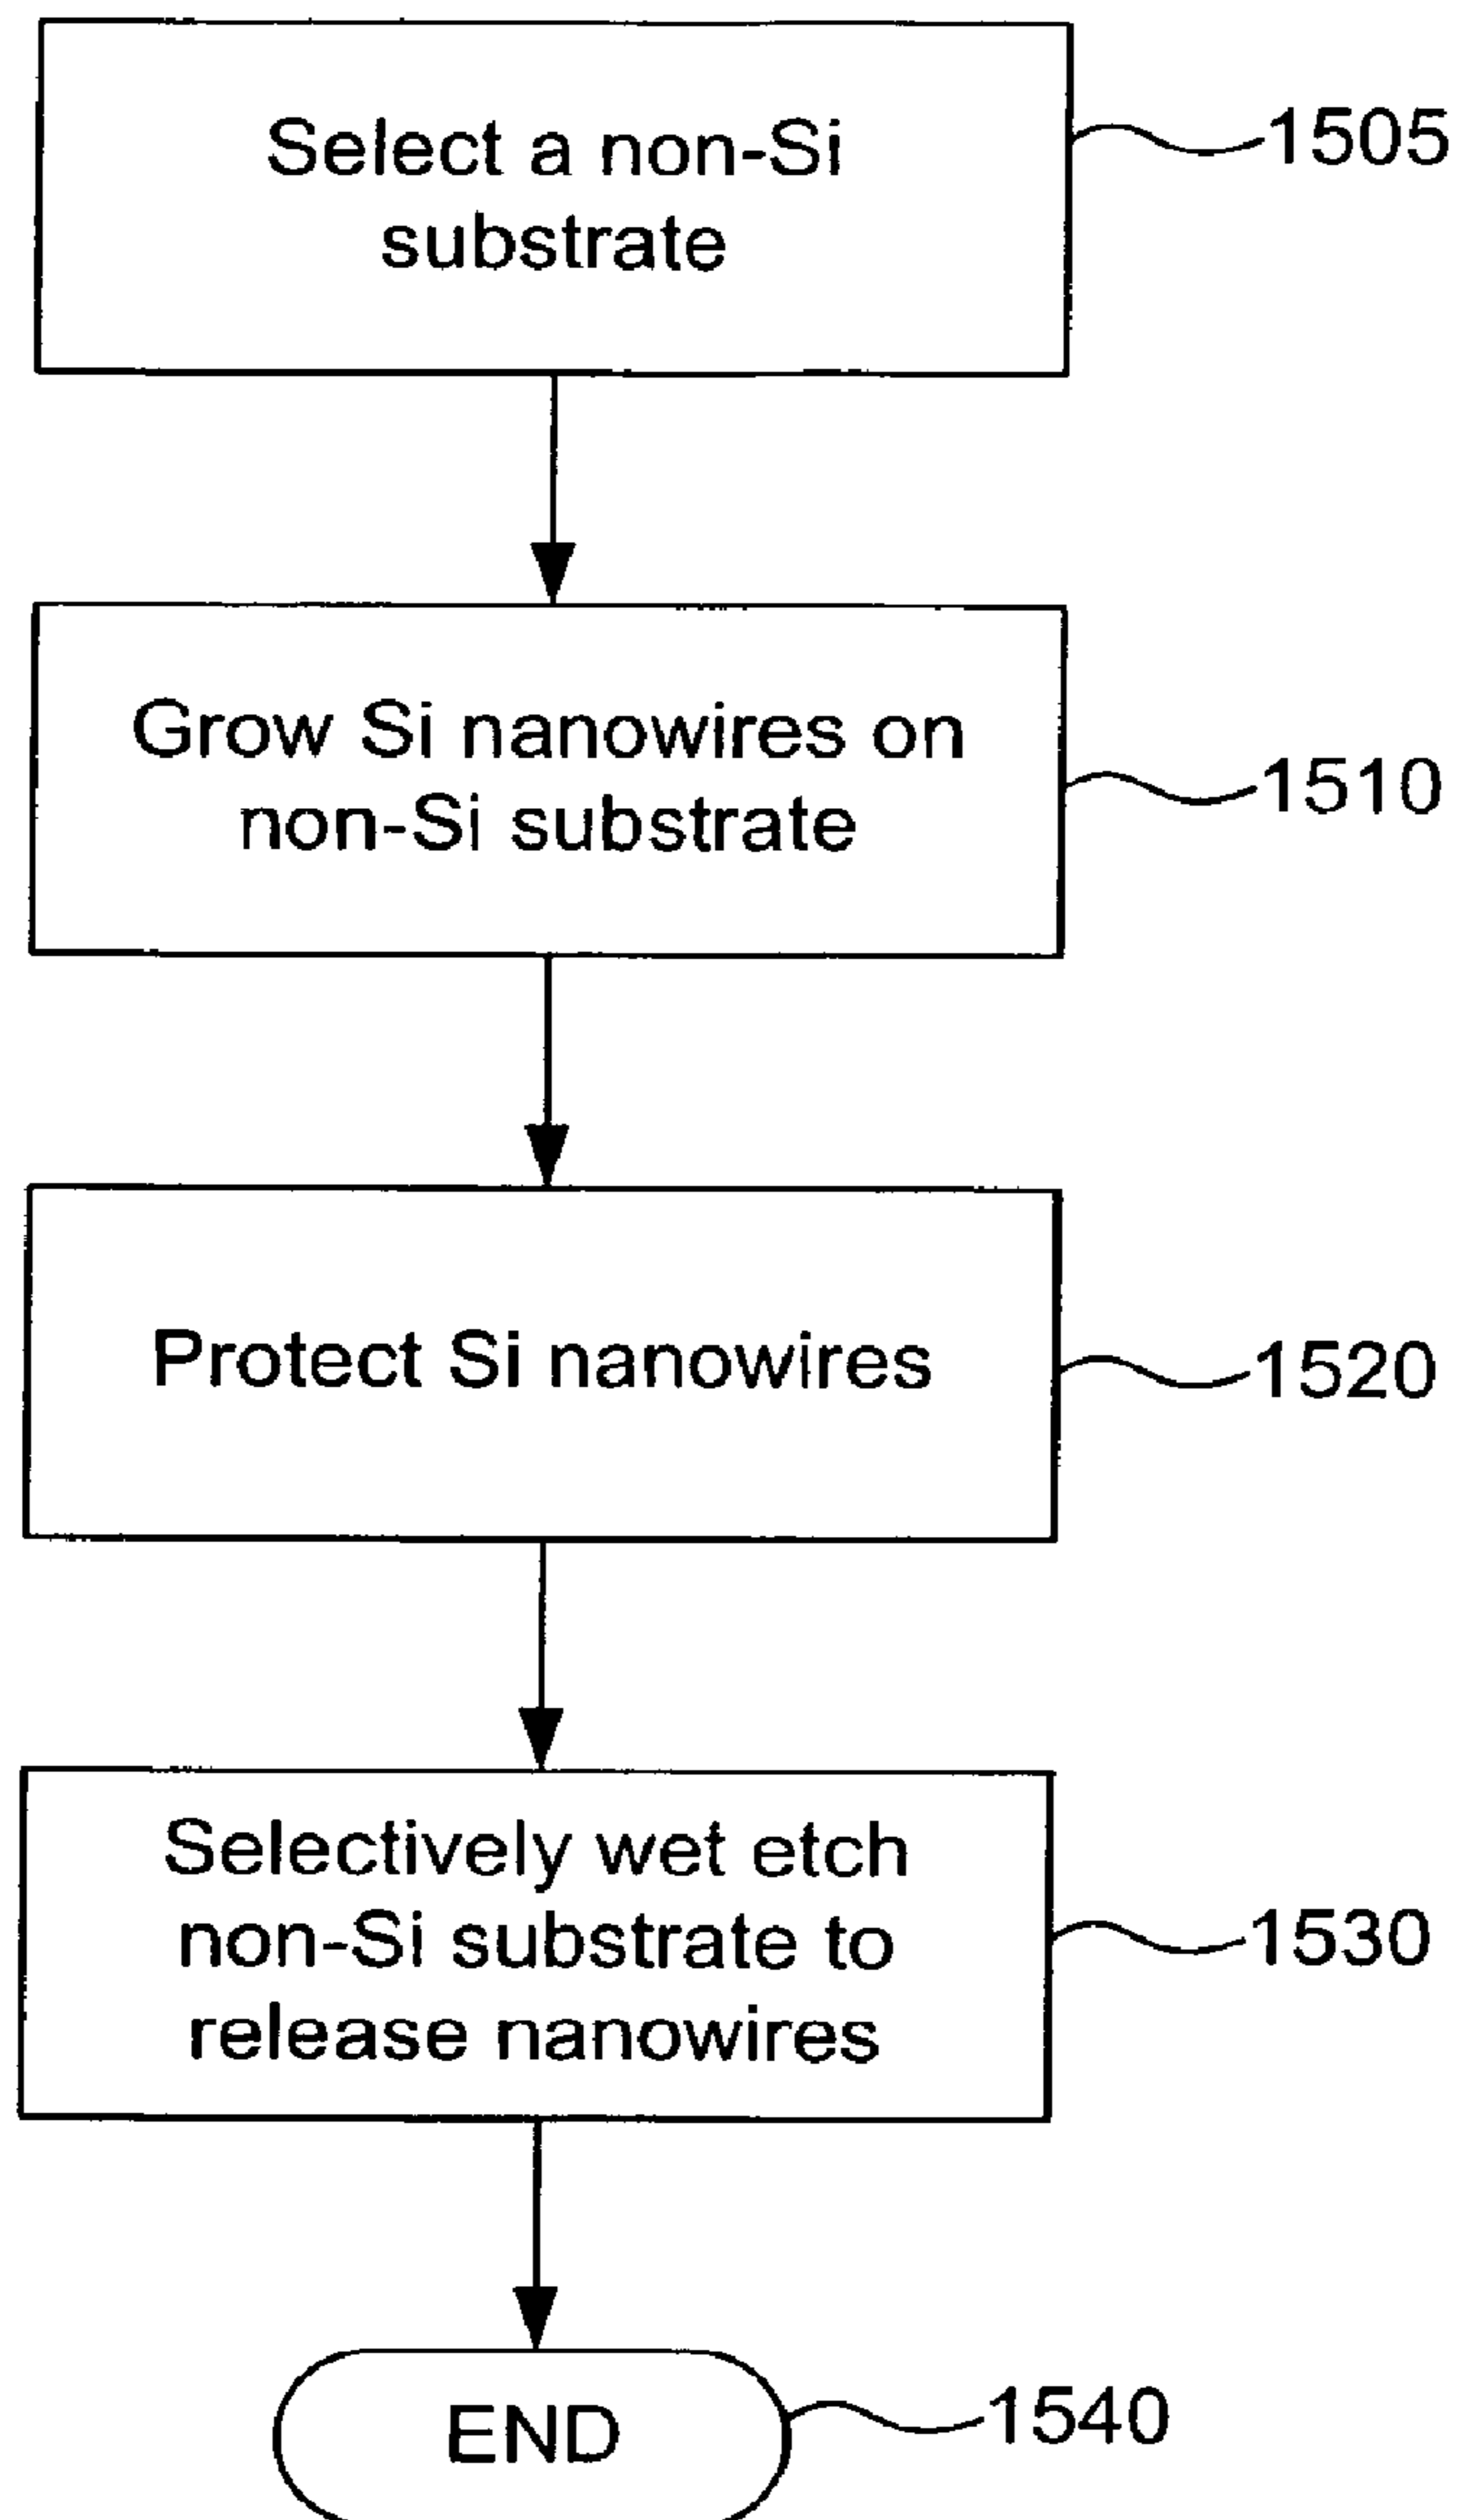 Select a non-Si
substrate
1505
Grow Si nanowires on
non-Si substrate
1510
Protect Si nanowires
1520
Selectively wet etch
non-Si substrate to
release nanowires
1530
END
1540